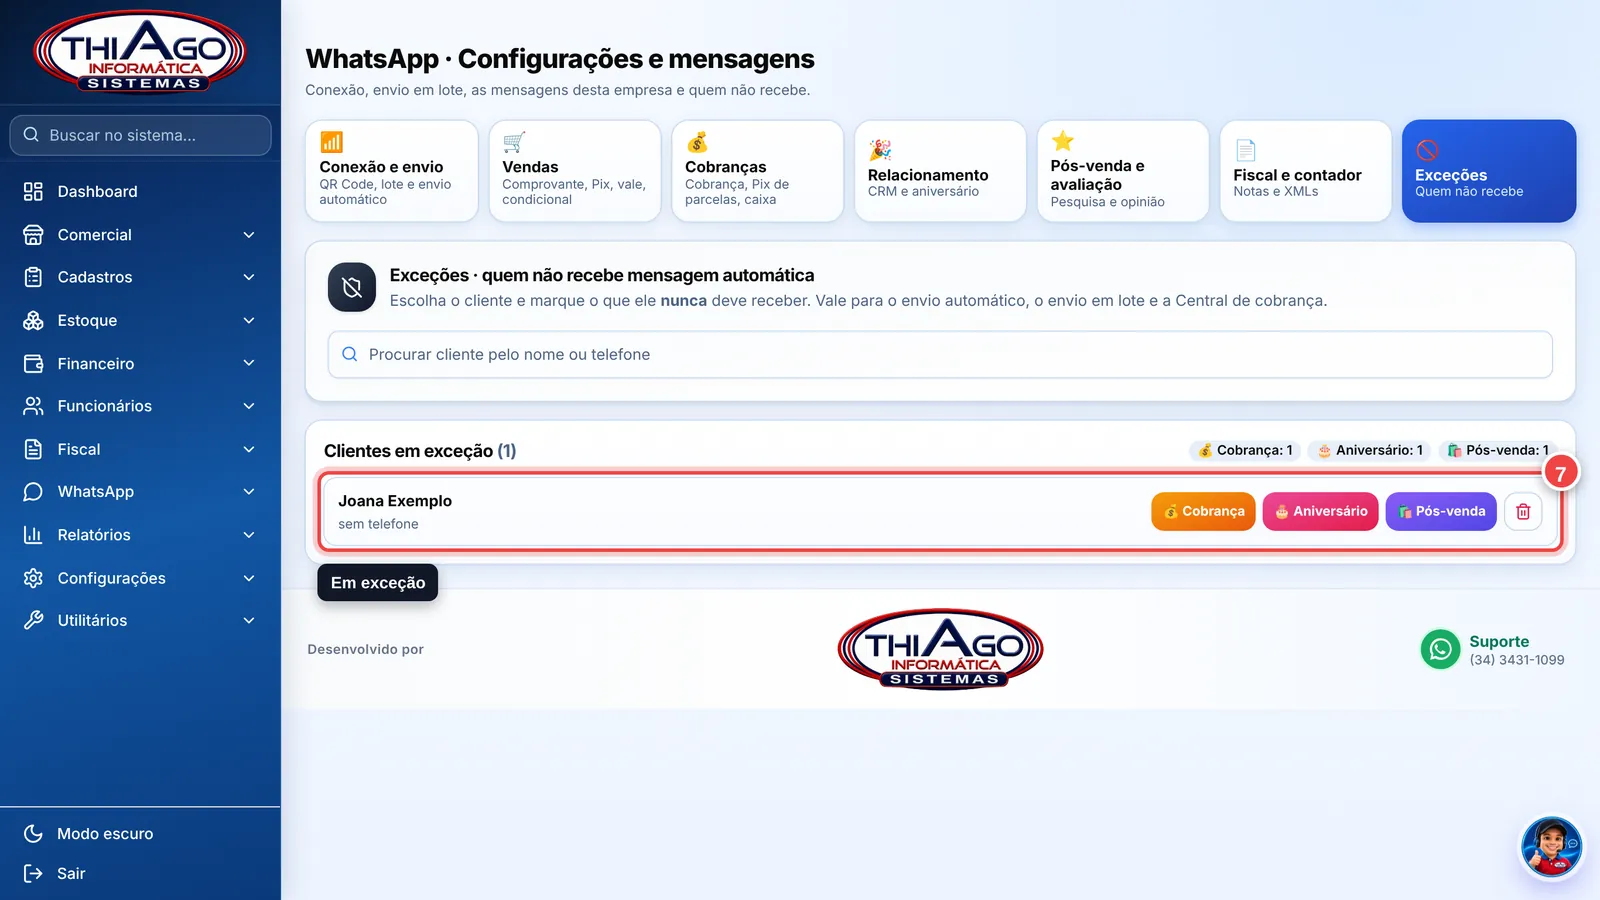 THIAGO
INFORMÁTICA
SISTEMAS
Buscar no sistema...
Dashboard
Comercial
Cadastros
Estoque
Financeiro
Funcionários
Fiscal
WhatsApp
Relatórios
Configurações
Utilitários
Modo escuro
Sair
WhatsApp · Configurações e mensagens
Conexão, envio em lote, as mensagens desta empresa e quem não recebe.
Conexão e envio
QR Code, lote e envio
automático
Vendas
Comprovante, Pix, vale,
condicional
Cobranças
Cobrança, Pix de
parcelas, caixa
Relacionamento
CRM e aniversário
Pós-venda e
avaliação
Pesquisa e opinião
Fiscal e contador
Notas e XMLs
Exceções
Quem não recebe
Exceções · quem não recebe mensagem automática
Escolha o cliente e marque o que ele nunca deve receber. Vale para o envio automático, o envio em lote e a Central de cobrança.
Procurar cliente pelo nome ou telefone
Clientes em exceção (1)
Cobrança: 1
Aniversário: 1
Pós-venda: 1
7
Joana Exemplo
sem telefone
Cobrança
Aniversário
Pós-venda
Em exceção
Desenvolvido por
THIAGO
INFORMÁTICA
SISTEMAS
Suporte
(34) 3431-1099